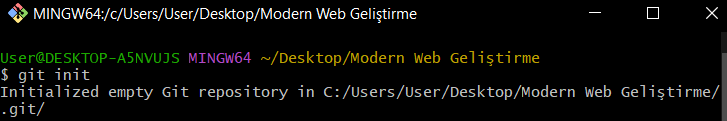 MINGW64:/c/Users/User/Desktop/Modern Web Geliştirme
User@DESKTOP-A5NVUJS MINGW64 ~/Desktop/Modern Web Geliştirme
$ git init
Initialized empty Git repository in C:/Users/User/Desktop/Modern Web Geliştirme/
.git/